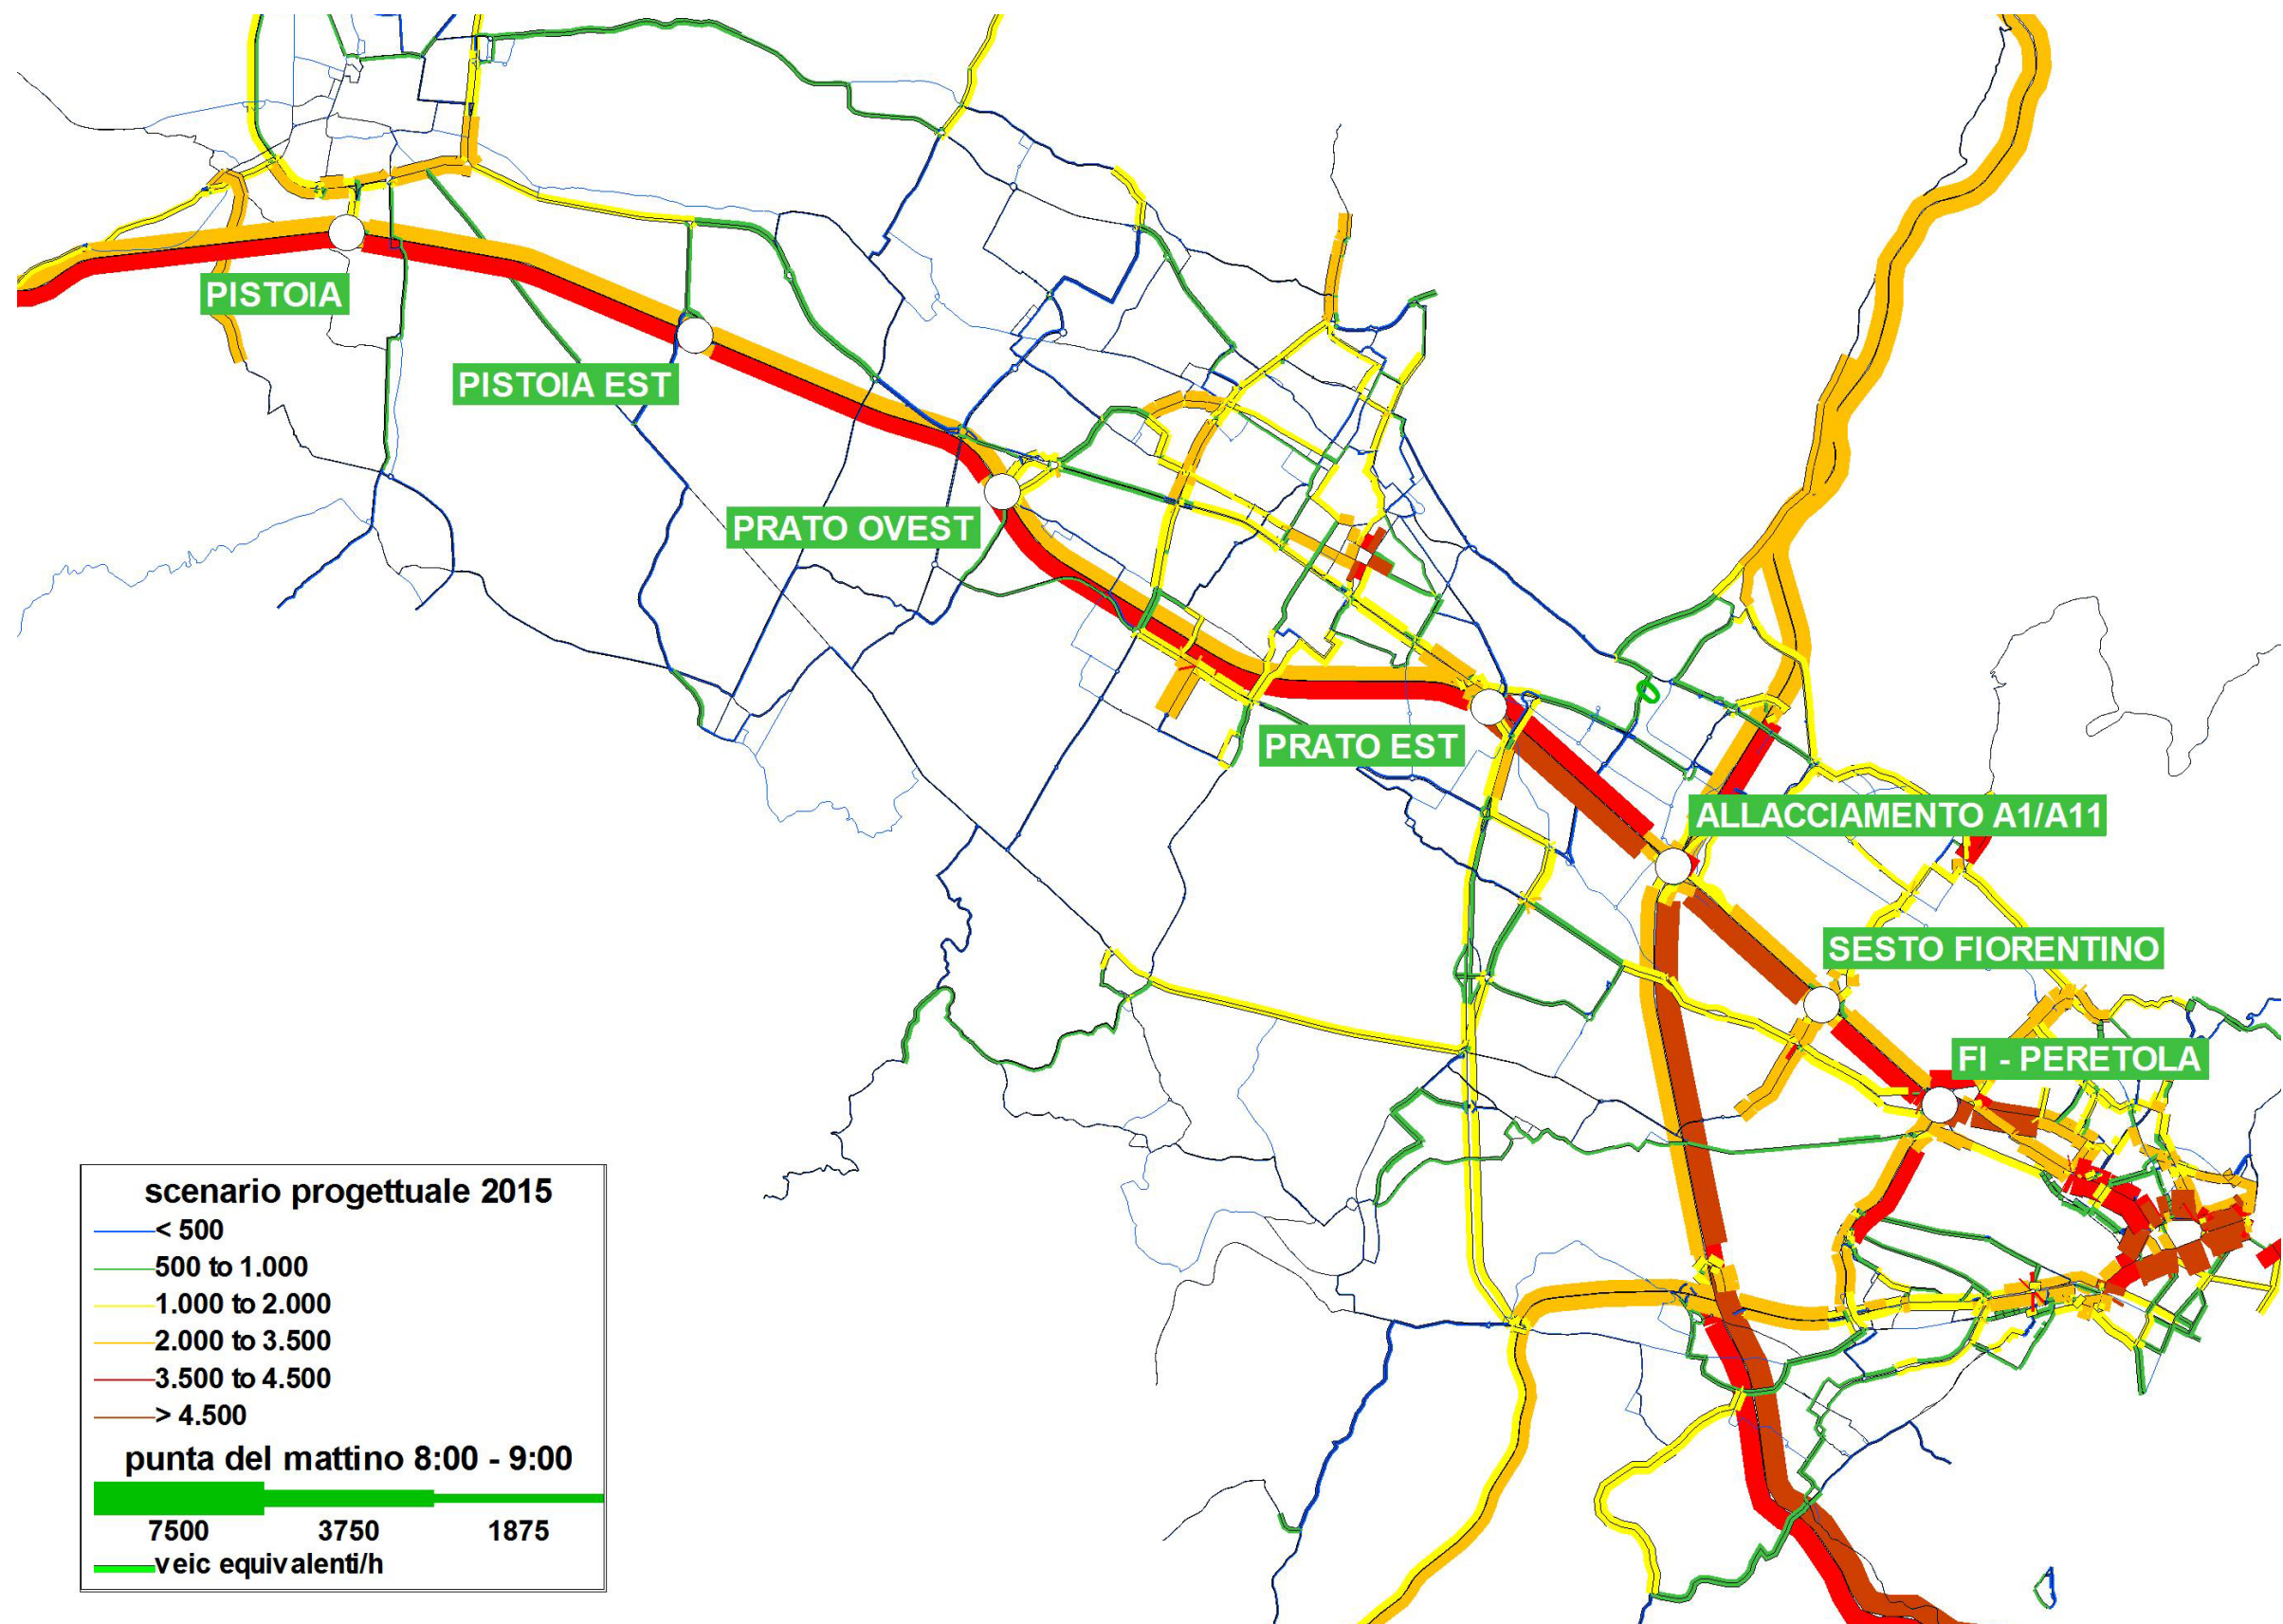 PISTOIA
PISTOIA EST
PRATO OVEST
PRATO EST
ALLACCIAMENTO A1/A11
SESTO FIORENTINO
FI - PERETOLA
scenario progettuale 2015
< 500
500 to 1.000
1.000 to 2.000
2.000 to 3.500
3.500 to 4.500
> 4.500
punta del mattino 8:00 - 9:00
7500 3750 1875
veic equivalenti/h